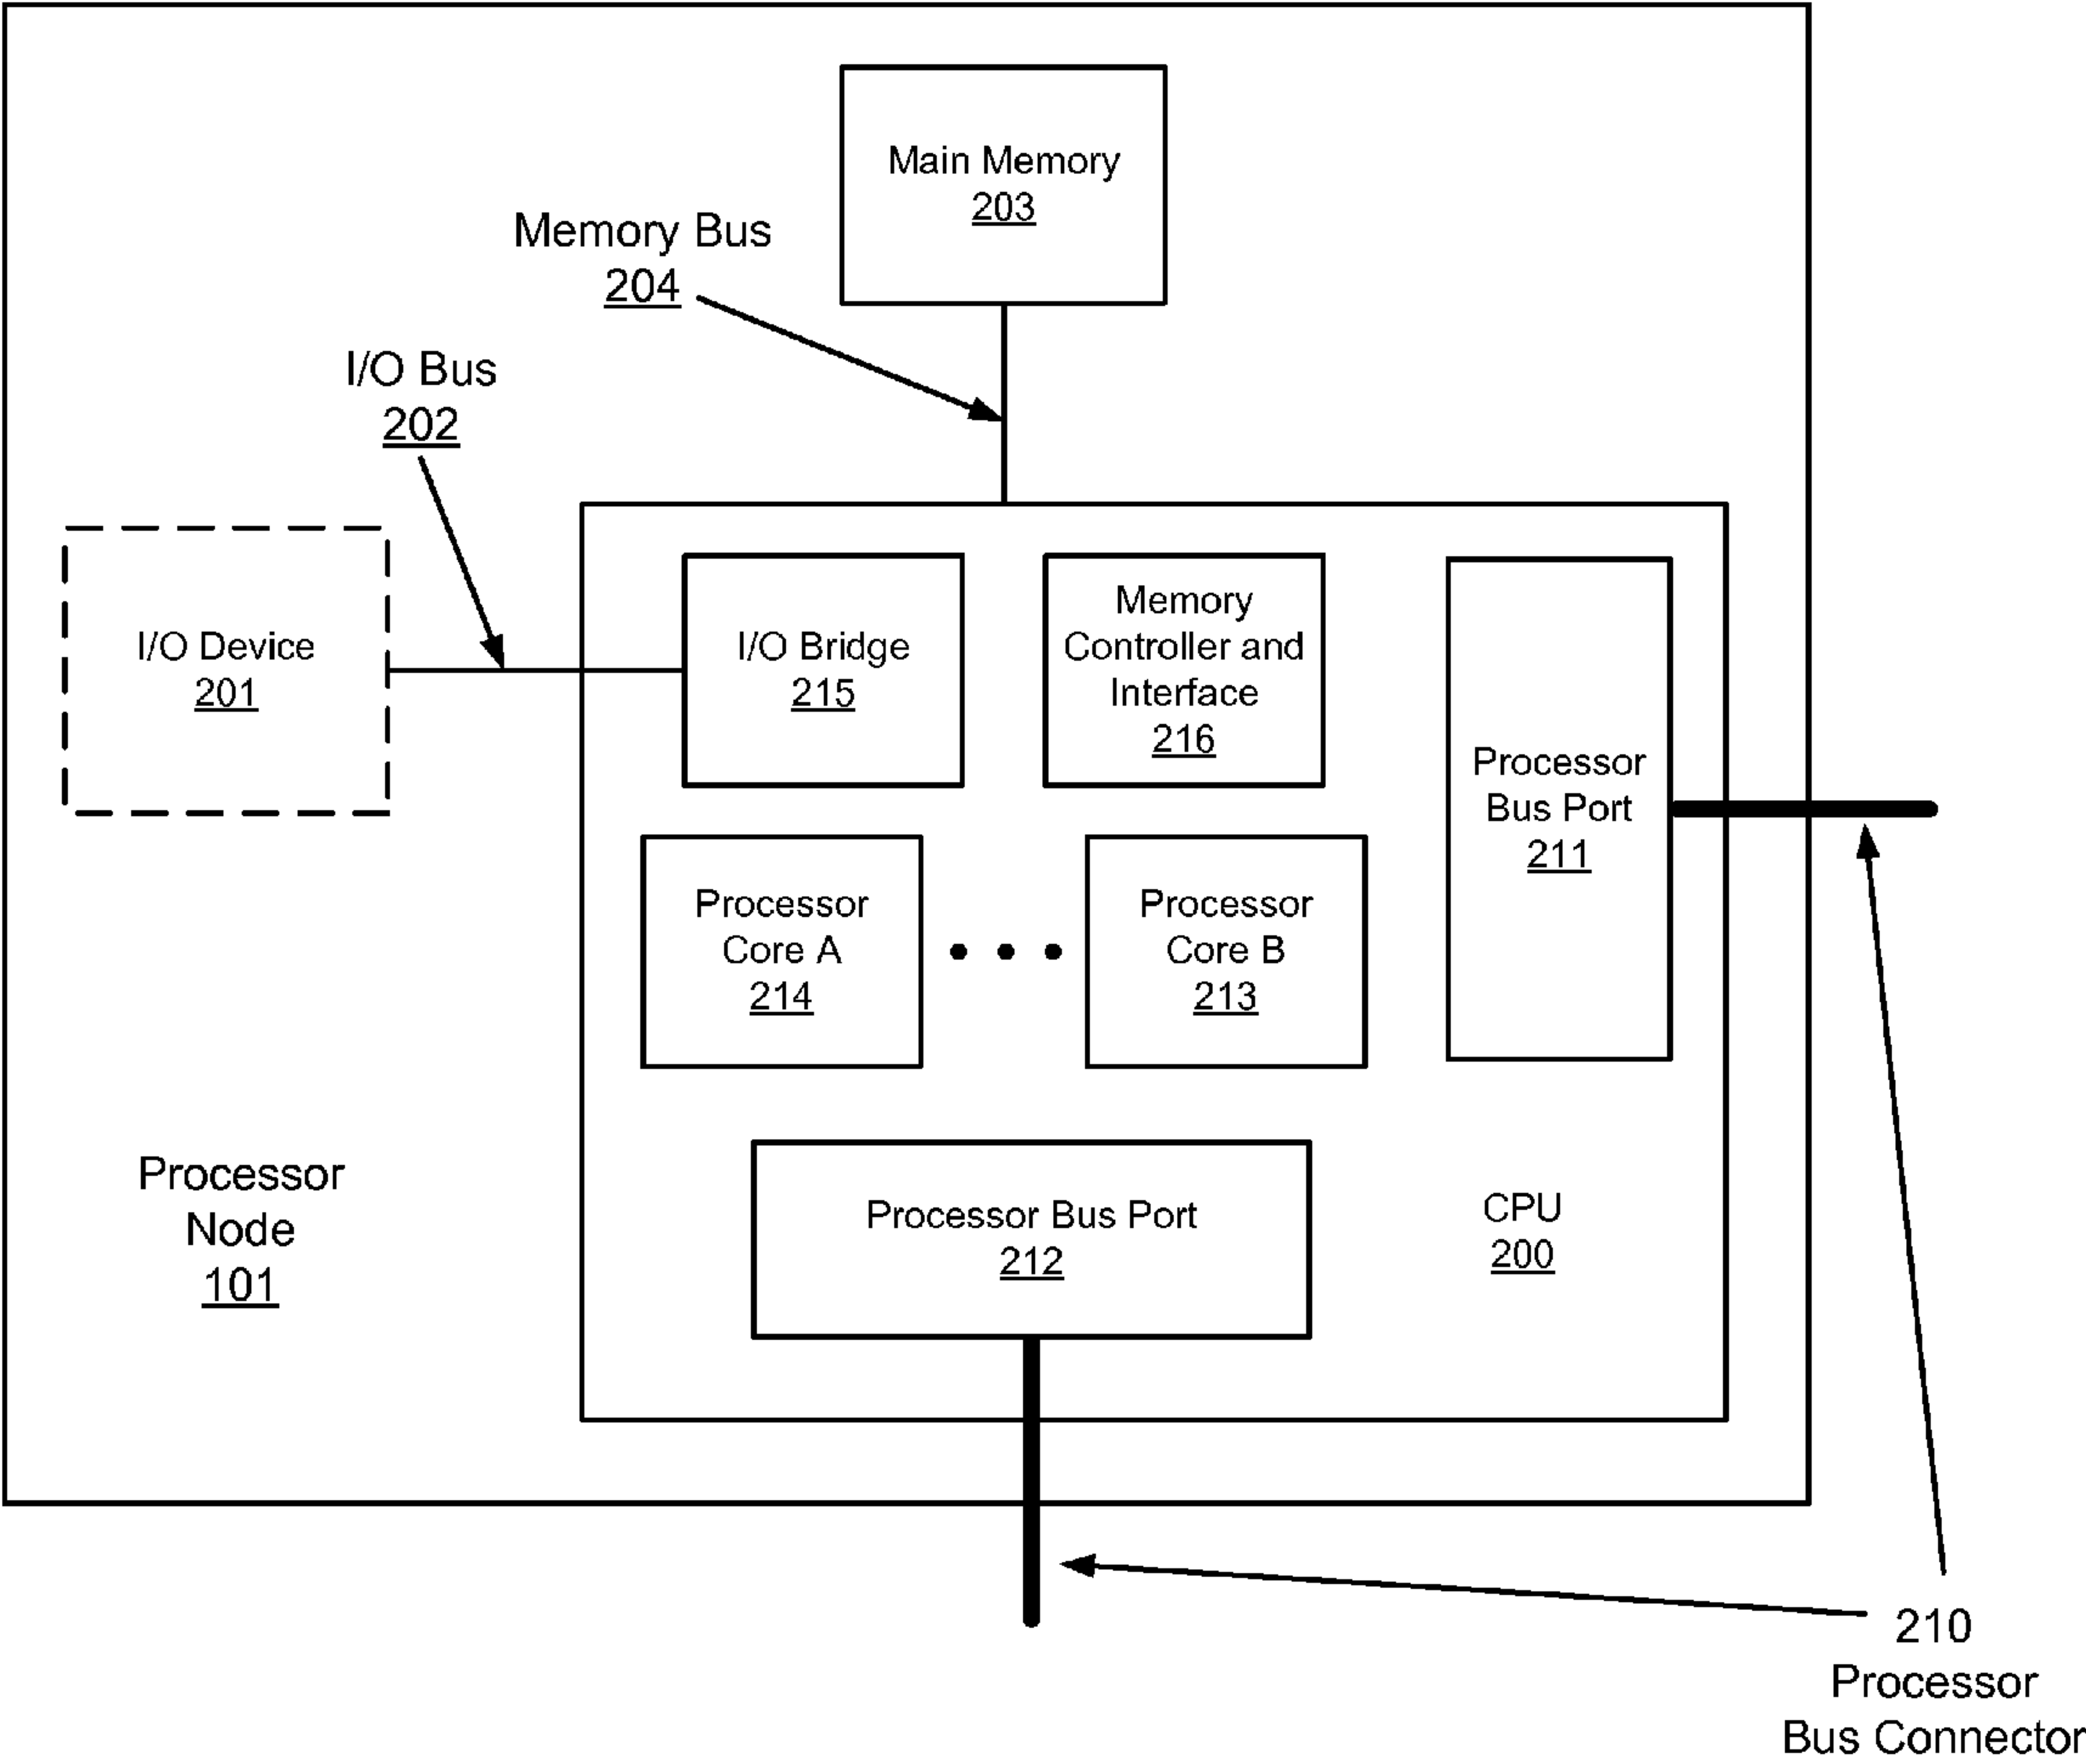 Main Memory
203
Memory Bus
204
I/O Bus
202
I/O Device
201
I/O Bridge
215
Memory
Controller and
Interface
216
Processor
Bus Port
211
Processor
Core A
214
Processor
Core B
213
Processor
Node
101
Processor Bus Port
212
CPU
200
210
Processor
Bus Connector